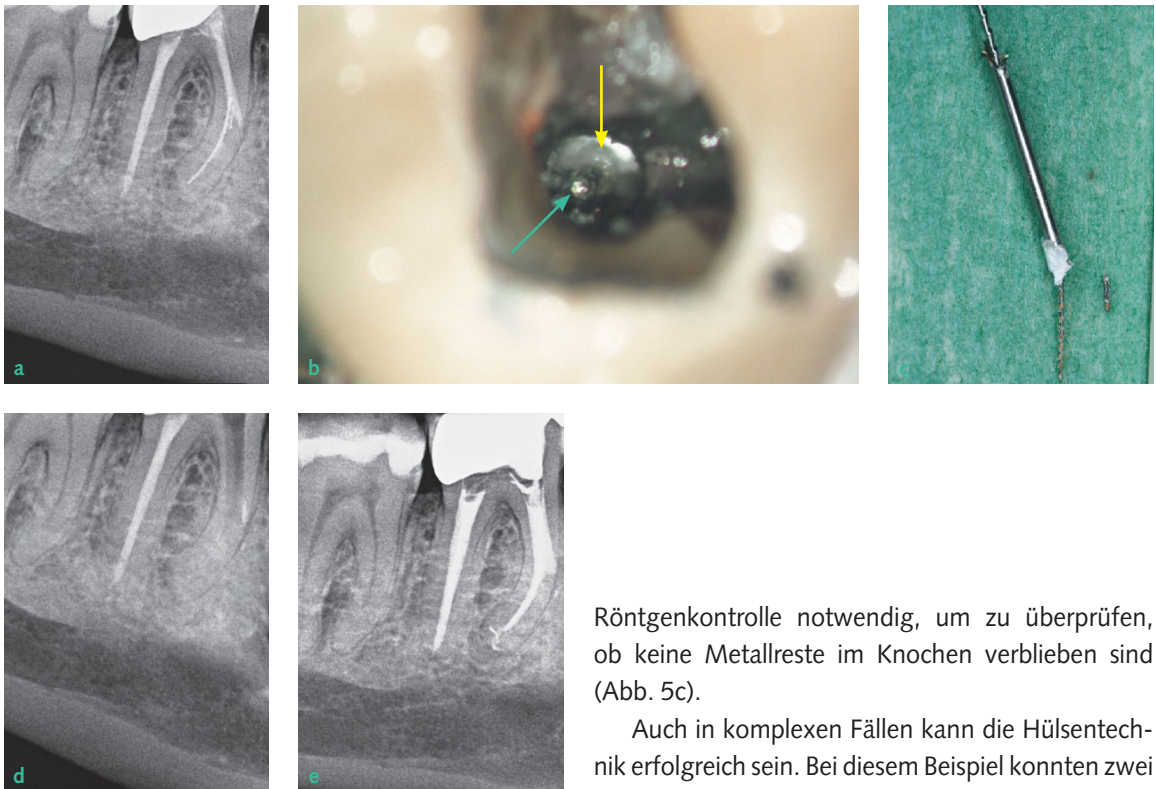 a
b
c
d
e
Röntgenkontrolle notwendig, um zu überprüfen,
ob keine Metallreste im Knochen verblieben sind
(Abb. 5c).
Auch in komplexen Fällen kann die Hülsentech-
nik erfolgreich sein. Bei diesem Beispiel konnten zwei